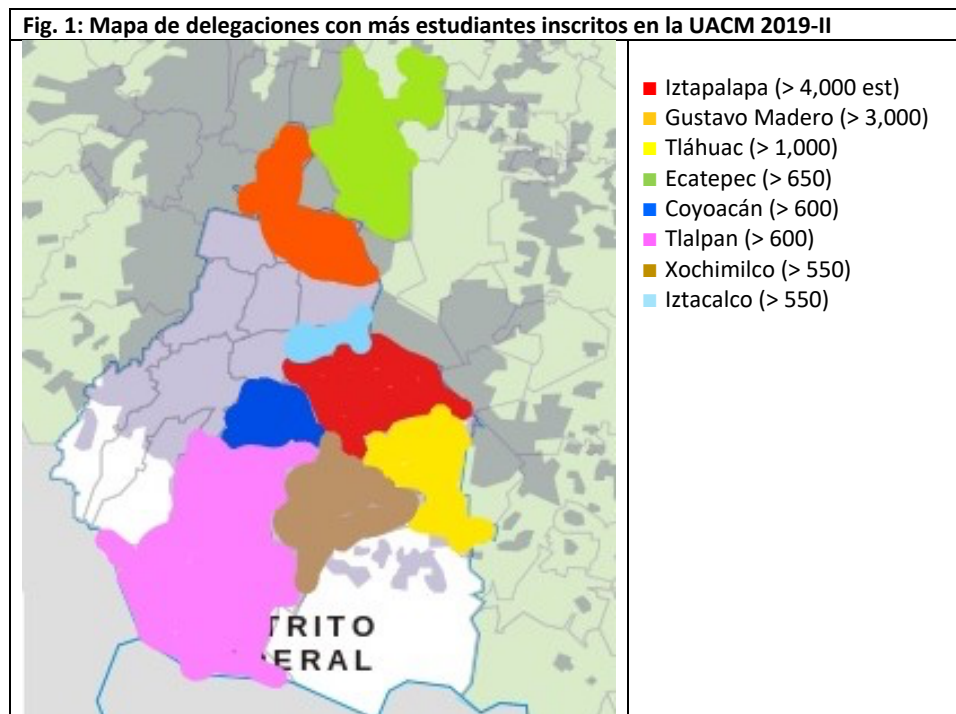 Fig. 1: Mapa de delegaciones con más estudiantes inscritos en la UACM 2019-II
Iztapalapa (> 4,000 est)
Gustavo Madero (> 3,000)
Tláhuac (> 1,000)
Ecatepec (> 650)
Coyoacán (> 600)
Tlalpan (> 600)
Xochimilco (> 550)
Iztacalco (> 550)
TRITO
ERAL